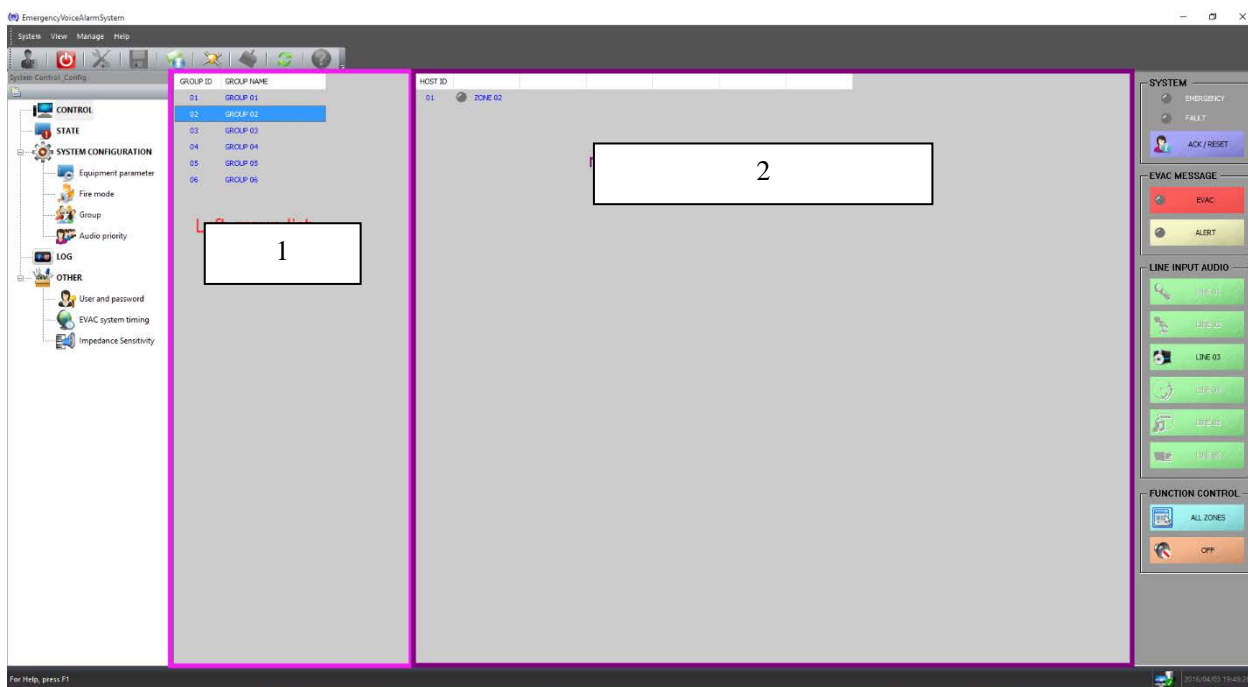 EmergencyVoiceAlarmSystem
System View Manage Help
System Control_Config
CONTROL
STATE
SYSTEM CONFIGURATION
Equipment parameter
Fire mode
Group
Audio priority
LOG
OTHER
User and password
EVAC system timing
Impedance Sensitivity
GROUP ID GROUP NAME
01 GROUP 01
02 GROUP 02
03 GROUP 03
04 GROUP 04
05 GROUP 05
06 GROUP 06
1
HOST ID
01 ZONE 02
2
SYSTEM
EMERGENCY
FAULT
ACK / RESET
EVAC MESSAGE
EVAC
ALERT
LINE INPUT AUDIO
LINE 01
LINE 02
LINE 03
FUNCTION CONTROL
ALL ZONES
OFF
For Help, press F1